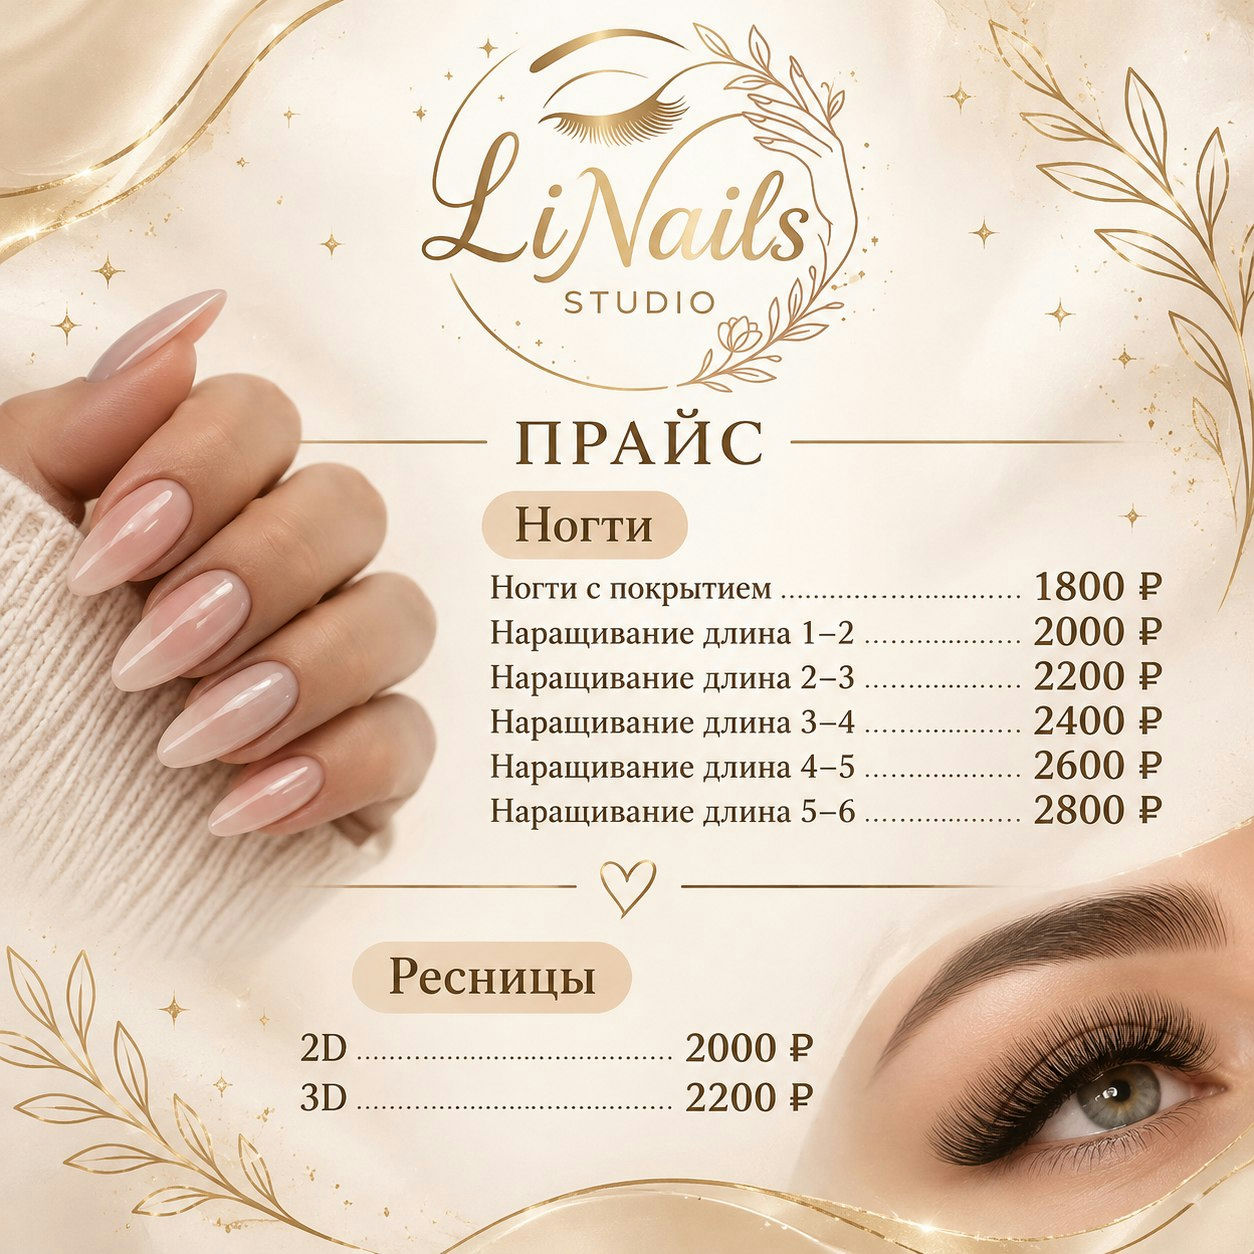 LiNails
STUDIO
ПРАЙС
Ногти
Ногти с покрытием ........................ 1800 ₽
Наращивание длина 1–2 ................ 2000 ₽
Наращивание длина 2–3 ................ 2200 ₽
Наращивание длина 3–4 ................ 2400 ₽
Наращивание длина 4–5 ................ 2600 ₽
Наращивание длина 5–6 ................ 2800 ₽
Ресницы
2D ................................ 2000 ₽
3D ................................ 2200 ₽